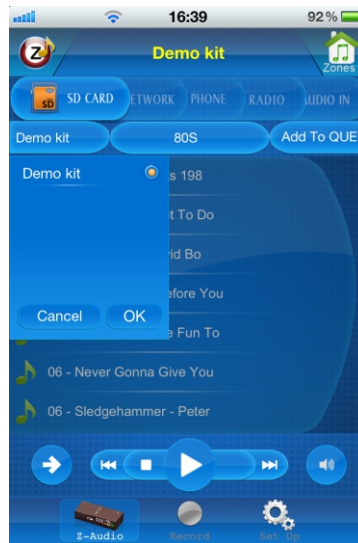 16:39 92%
Z Demo kit
Zones
SD SD CARD ETWORK PHONE RADIO UDIO IN
Demo kit 80S Add To QUE
Demo kit s 198
t To Do
vid Bo
efore You
Cancel OK e Fun To
06 - Never Gonna Give You
06 - Sledgehammer - Peter
Z-Audio Record Set Up